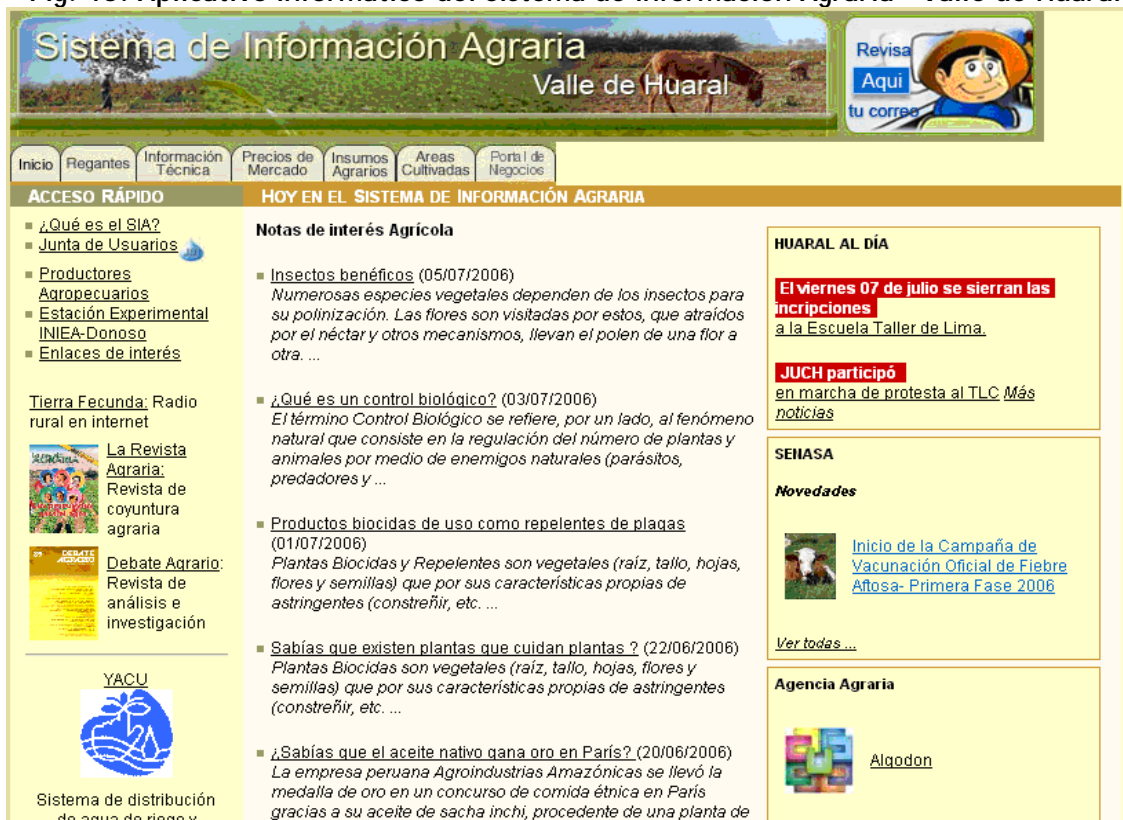 Sistema de Información Agraria
Valle de Huaral
Revisa
Aqui
tu correo
Inicio
Regantes
Información
Técnica
Precios de
Mercado
Insumos
Agrarios
Areas
Cultivadas
Portal de
Negocios
ACCESO RÁPIDO
¿Qué es el SIA?
Junta de Usuarios
Productores
Agropecuarios
Estación Experimental
INIEA-Donoso
Enlaces de interés
Tierra Fecunda: Radio
rural en internet
La Revista
Agraria:
Revista de
coyuntura
agraria
DEBATE
AGRARIO
Debate Agrario:
Revista de
análisis e
investigación
YACU
Sistema de distribución
de agua de riego y
HOY EN EL SISTEMA DE INFORMACIÓN AGRARIA
Notas de interés Agrícola
Insectos benéficos (05/07/2006)
Numerosas especies vegetales dependen de los insectos para
su polinización. Las flores son visitadas por estos, que atraídos
por el néctar y otros mecanismos, llevan el polen de una flor a
otra. ...
¿Qué es un control biológico? (03/07/2006)
El término Control Biológico se refiere, por un lado, al fenómeno
natural que consiste en la regulación del número de plantas y
animales por medio de enemigos naturales (parásitos,
predadores y ...
Productos biocidas de uso como repelentes de plagas
(01/07/2006)
Plantas Biocidas y Repelentes son vegetales (raíz, tallo, hojas,
flores y semillas) que por sus características propias de
astringentes (constreñir, etc. ...
Sabías que existen plantas que cuidan plantas ? (22/06/2006)
Plantas Biocidas son vegetales (raíz, tallo, hojas, flores y
semillas) que por sus características propias de astringentes
(constreñir, etc. ...
¿Sabías que el aceite nativo gana oro en París? (20/06/2006)
La empresa peruana Agroindustrias Amazónicas se llevó la
medalla de oro en un concurso de comida étnica en París
gracias a su aceite de sacha inchi, procedente de una planta de
HUARAL AL DÍA
El viernes 07 de julio se sierran las
incripciones
a la Escuela Taller de Lima.
JUCH participó
en marcha de protesta al TLC Más
noticias
SENASA
Novedades
Inicio de la Campaña de
Vacunación Oficial de Fiebre
Aftosa- Primera Fase 2006
Ver todas ...
Agencia Agraria
Algodon